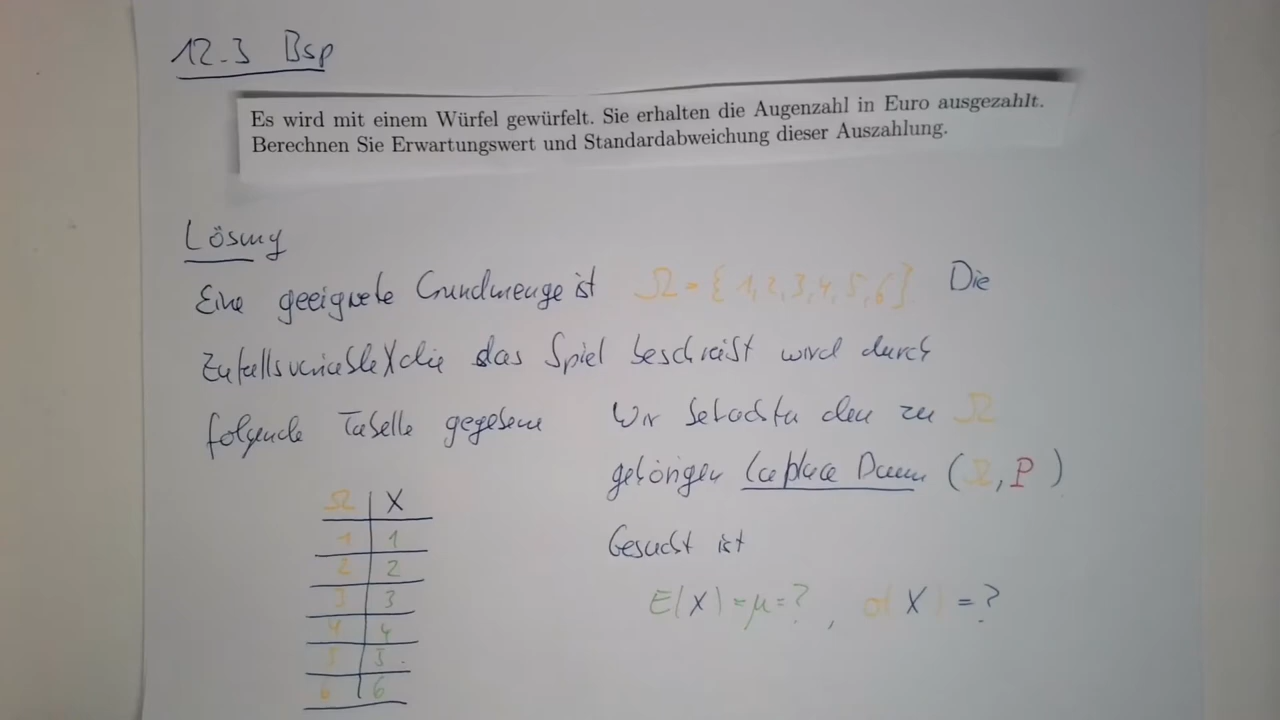 12.3 Bsp
Es wird mit einem Würfel gewürfelt. Sie erhalten die Augenzahl in Euro ausgezahlt.
Berechnen Sie Erwartungswert und Standardabweichung dieser Auszahlung.
Lösung
Eine geeignete Grundmenge ist Ω = {1,2,3,4,5,6} Die
Zufallsvariable X die das Spiel beschreibt wird durch
folgende Tabelle gegeben
Ω X
1 1
2 2
3 3
4 4
5 5
6 6
Wir betrachten den zu Ω
gehörigen Laplace Raum (Ω, P)
Gesucht ist
E(X) = μ = ?, σ(X) = ?